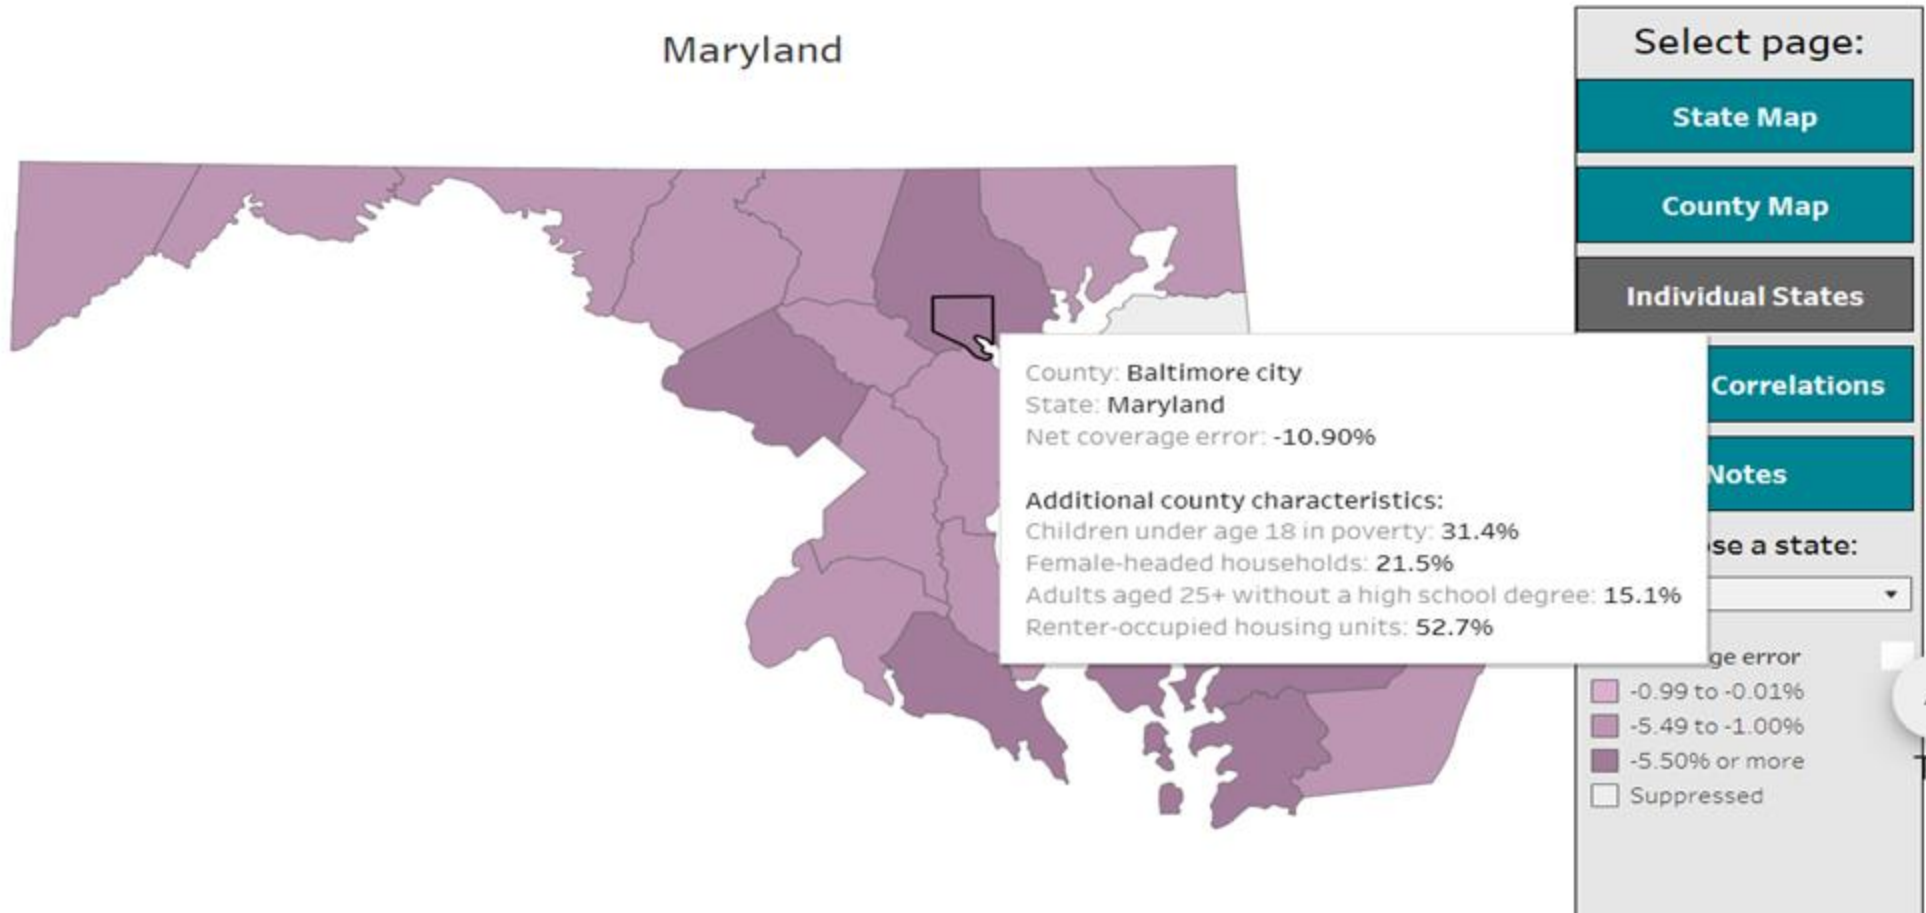 Maryland
Select page:
State Map
County Map
Individual States
Correlations
Notes
County: Baltimore city
State: Maryland
Net coverage error: -10.90%
Additional county characteristics:
Children under age 18 in poverty: 31.4%
Female-headed households: 21.5%
Adults aged 25+ without a high school degree: 15.1%
Renter-occupied housing units: 52.7%
se a state:
ge error
-0.99 to -0.01%
-5.49 to -1.00%
-5.50% or more
Suppressed